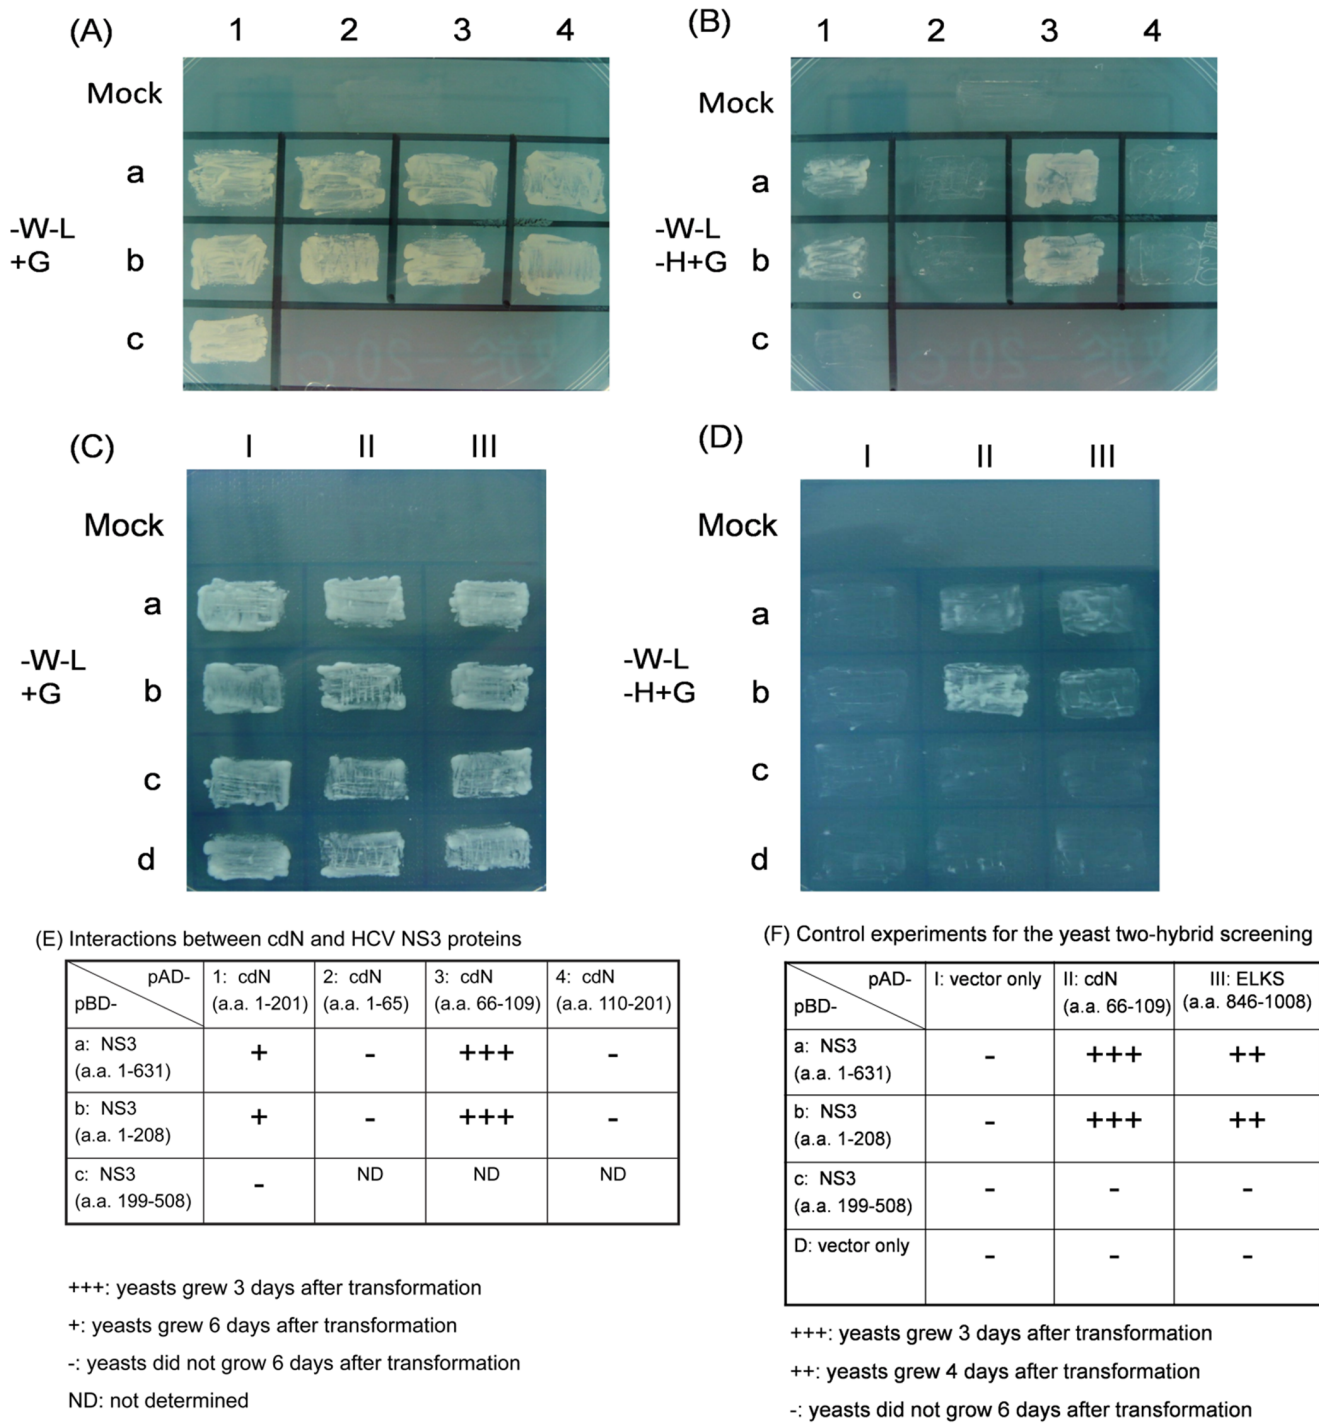 (A) 1 2 3 4
Mock
a
-W-L
+G
b
c
(B) 1 2 3 4
Mock
a
-W-L
-H+G
b
c
(C) I II III
Mock
a
-W-L
+G
b
c
d
(D) I II III
Mock
a
-W-L
-H+G
b
c
d
(E) Interactions between cdN and HCV NS3 proteins
pAD- 1: cdN 2: cdN 3: cdN 4: cdN
pBD- (a.a. 1-201) (a.a. 1-65) (a.a. 66-109) (a.a. 110-201)
a: NS3 + - +++ -
(a.a. 1-631)
b: NS3 + - +++ -
(a.a. 1-208)
c: NS3 - ND ND ND
(a.a. 199-508)
+++: yeasts grew 3 days after transformation
+: yeasts grew 6 days after transformation
-: yeasts did not grow 6 days after transformation
ND: not determined
(F) Control experiments for the yeast two-hybrid screening
pAD- I: vector only II: cdN III: ELKS
pBD- (a.a. 66-109) (a.a. 846-1008)
a: NS3 - +++ ++
(a.a. 1-631)
b: NS3 - +++ ++
(a.a. 1-208)
c: NS3 - - -
(a.a. 199-508)
D: vector only - - -
+++: yeasts grew 3 days after transformation
++: yeasts grew 4 days after transformation
-: yeasts did not grow 6 days after transformation